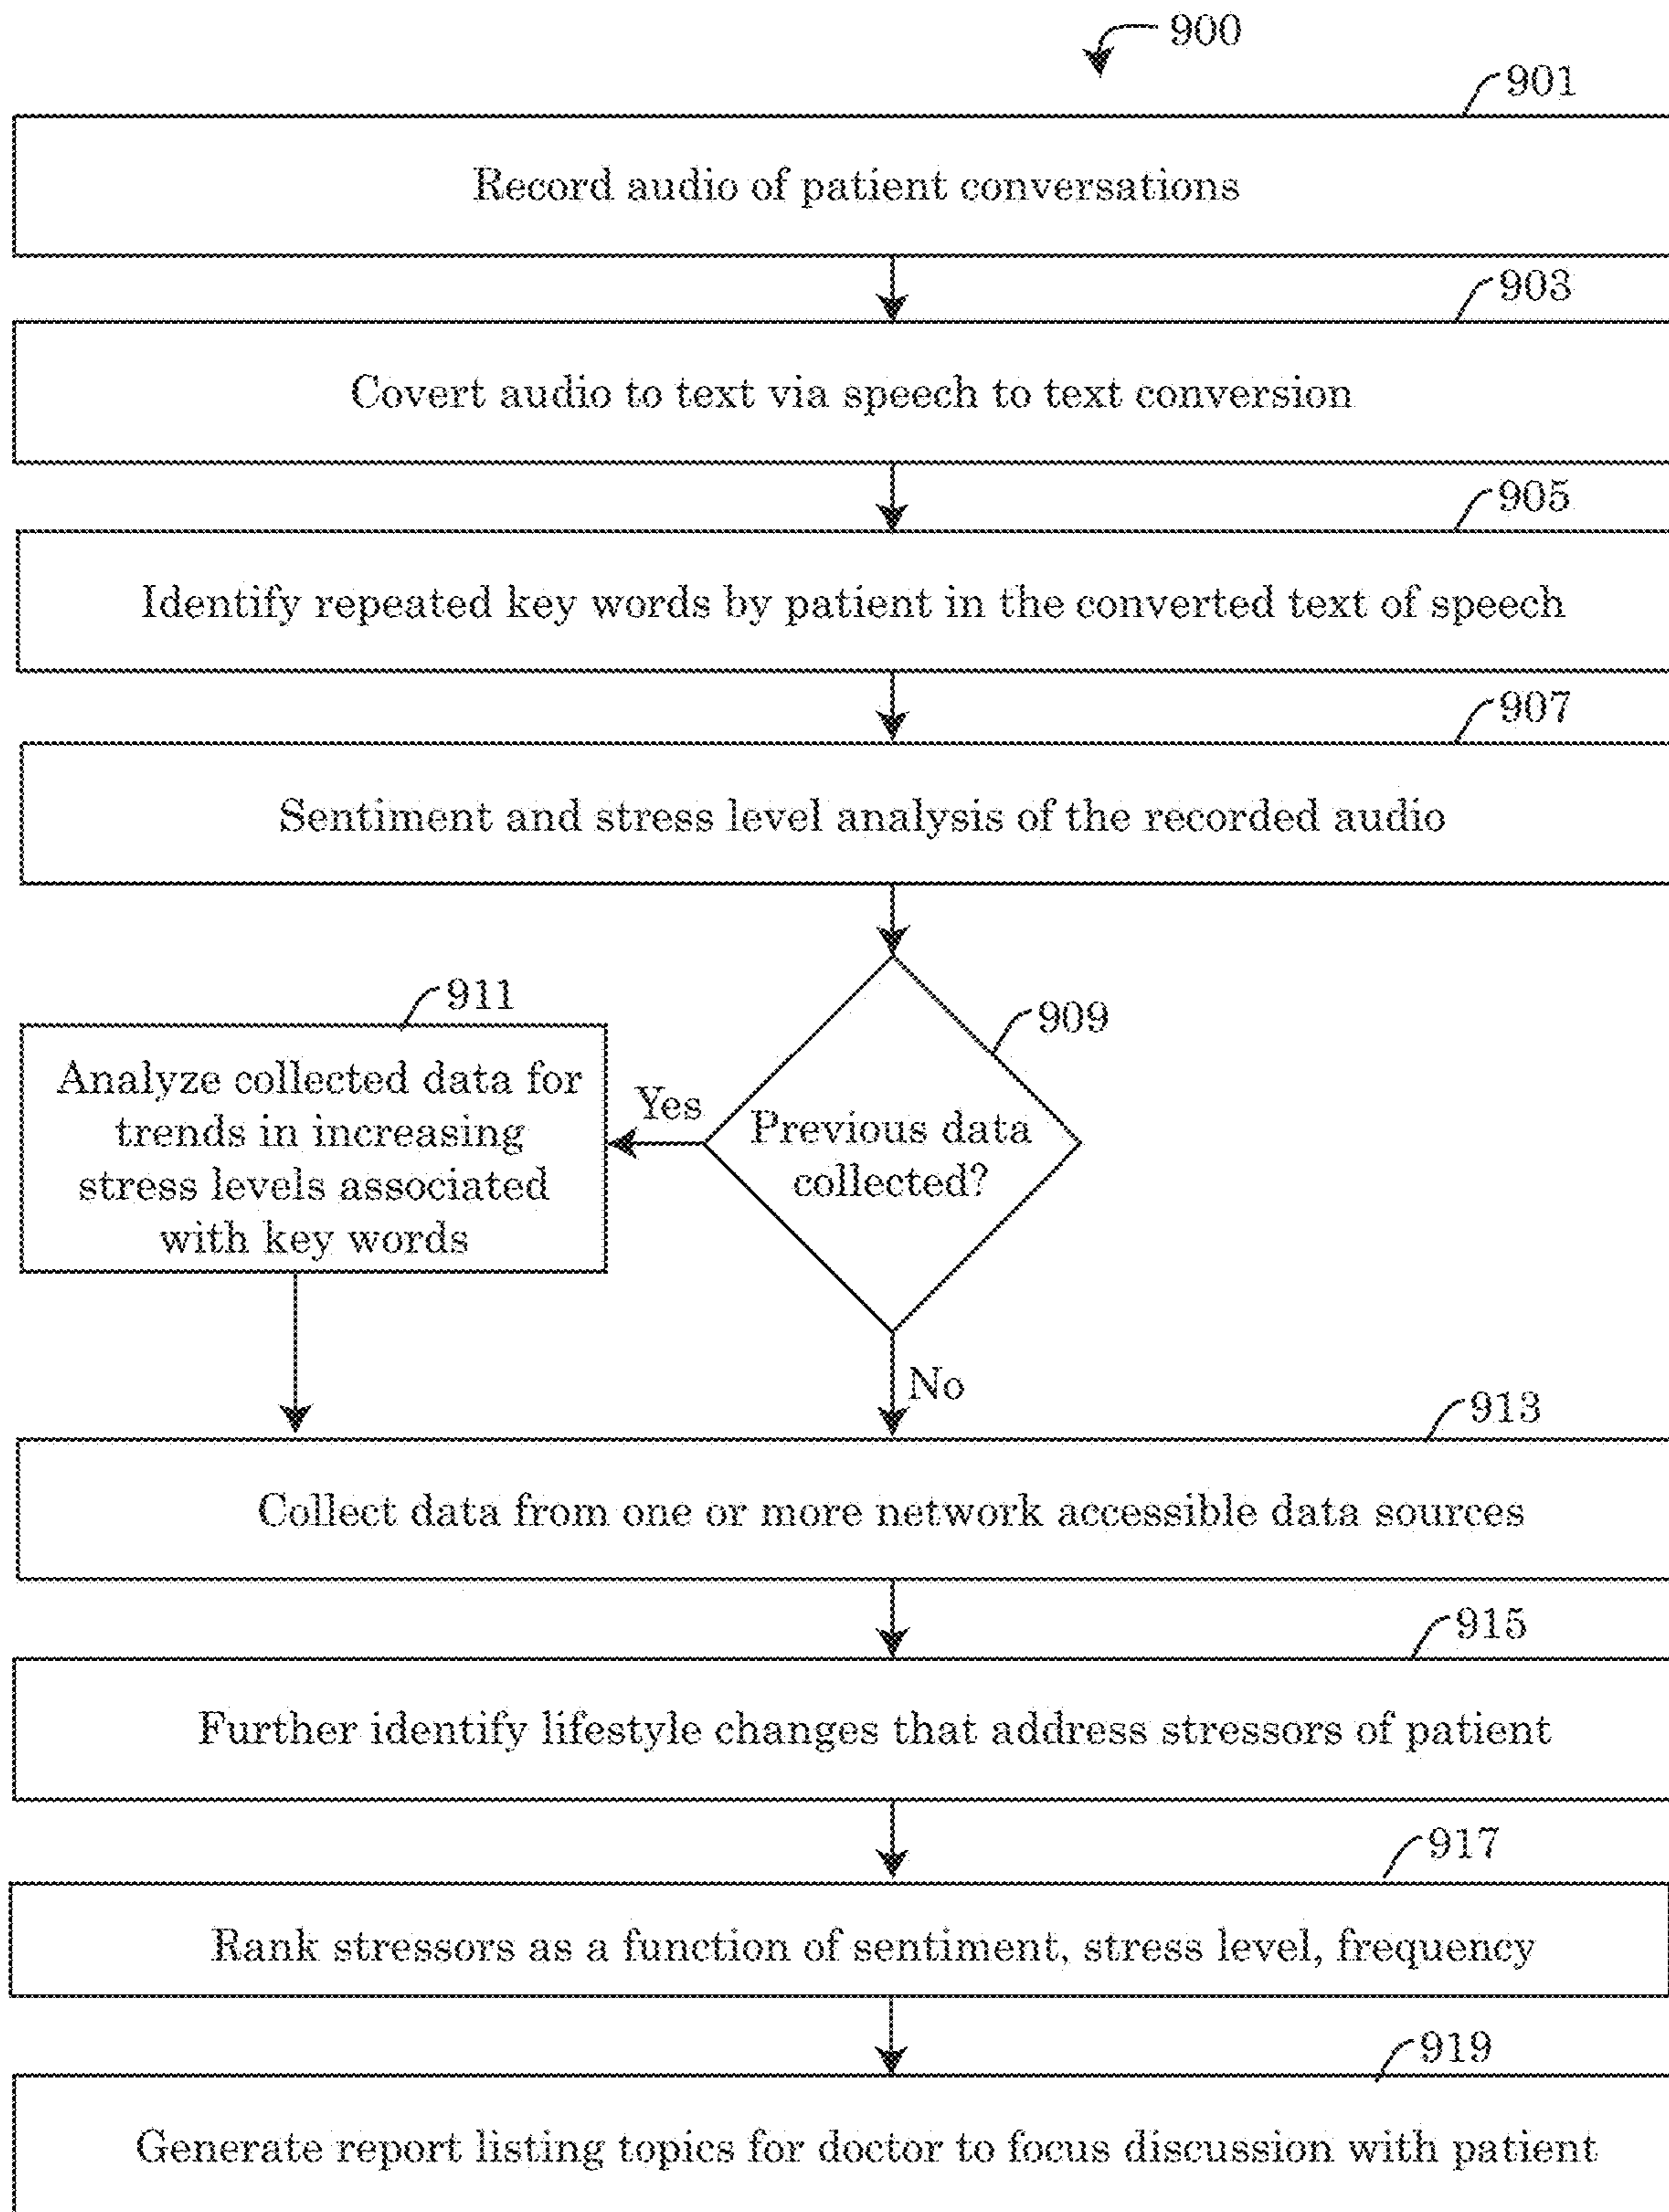 900
901
Record audio of patient conversations
903
Covert audio to text via speech to text conversion
905
Identify repeated key words by patient in the converted text of speech
907
Sentiment and stress level analysis of the recorded audio
911
909
Analyze collected data for
trends in increasing
stress levels associated
with key words
Yes
Previous data
collected?
No
913
Collect data from one or more network accessible data sources
915
Further identify lifestyle changes that address stressors of patient
917
Rank stressors as a function of sentiment, stress level, frequency
919
Generate report listing topics for doctor to focus discussion with patient